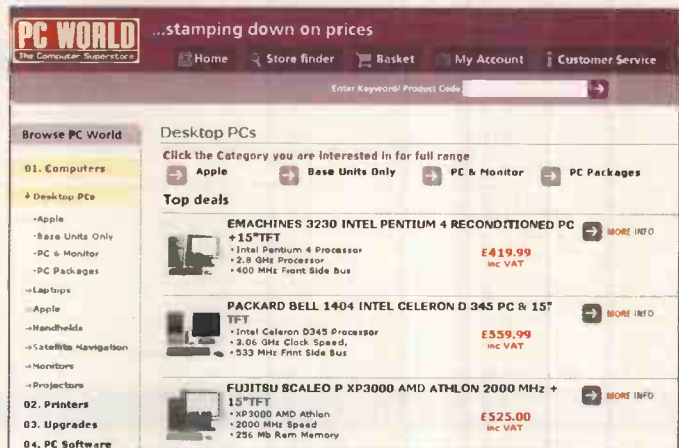 PC WORLD
The Computer Superstore
...stamping down on prices
Home Store finder Basket My Account Customer Service
Enter Keyword/ Product Code
Browse PC World
01. Computers
Desktop PCs
-Apple
-Base Units Only
-PC & Monitor
-PC Packages
Laptops
Apple
Handhelds
Satellite Navigation
Monitors
Projectors
02. Printers
03. Upgrades
04. PC Software
Desktop PCs
Click the Category you are interested in for full range
Apple Base Units Only PC & Monitor PC Packages
Top deals
EMACHINES 3230 INTEL PENTIUM 4 RECONDITIONED PC
+15"TFT
• Intel Pentium 4 Processor
• 2.8 GHz Processor
• 400 MHz Front Side Bus
£419.99
inc VAT
MORE INFO
PACKARD BELL 1404 INTEL CELERON D 345 PC & 15"
TFT
• Intel Celeron D345 Processor
• 3.06 GHz Clock Speed,
• 533 MHz Frint Side Bus
£559.99
inc VAT
MORE INFO
FUJITSU SCALEO P XP3000 AMD ATHLON 2000 MHz +
15"TFT
• XP3000 AMD Athlon
• 2000 MHz Speed
• 256 Mb Ram Memory
£525.00
inc VAT
MORE INFO